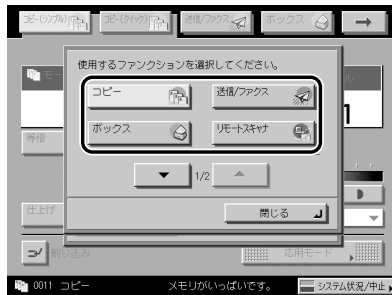 コピー(シンプル) コピー(クイック) 送信/ファクス ボックス
使用するファンクションを選択してください。
コピー 送信/ファクス
ボックス リモートスキャナ
等倍
1/2
仕上げ
閉じる
割り込み 応用モード
0011 コピー メモリがいっぱいです。 システム状況/中止